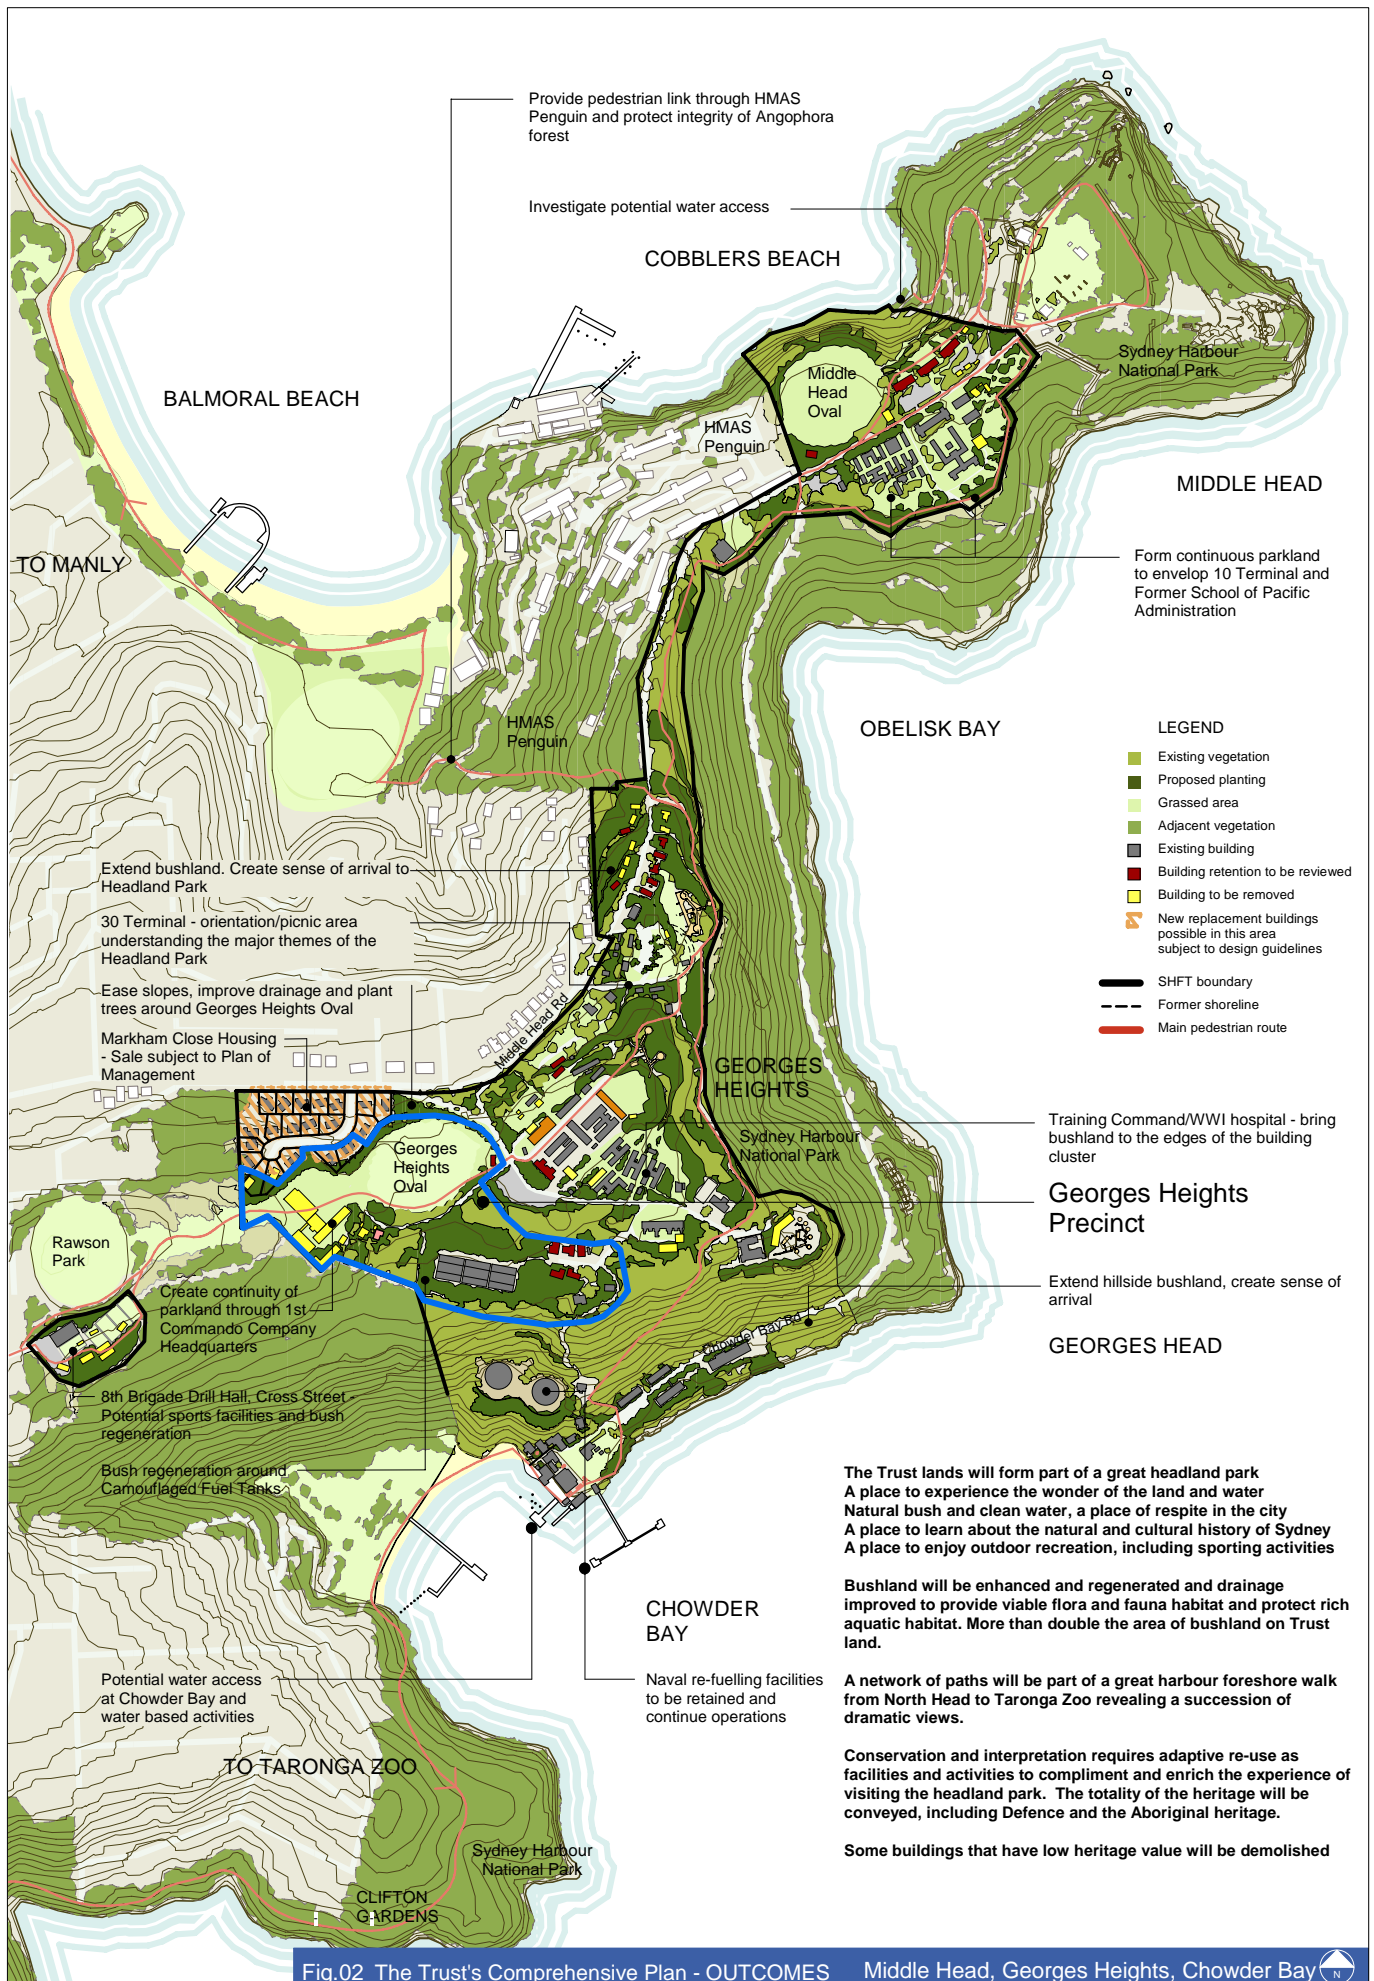 Provide pedestrian link through HMAS
Penguin and protect integrity of Angophora
forest
Investigate potential water access
COBBLERS BEACH
Sydney Harbour
National Park
Middle
Head
Oval
BALMORAL BEACH
HMAS
Penguin
MIDDLE HEAD
TO MANLY
Form continuous parkland
to envelop 10 Terminal and
Former School of Pacific
Administration
HMAS
Penguin
OBELISK BAY
LEGEND
Existing vegetation
Proposed planting
Grassed area
Adjacent vegetation
Existing building
Building retention to be reviewed
Building to be removed
New replacement buildings
possible in this area
subject to design guidelines
SHFT boundary
Former shoreline
Main pedestrian route
Extend bushland. Create sense of arrival to
Headland Park
30 Terminal - orientation/picnic area
understanding the major themes of the
Headland Park
Ease slopes, improve drainage and plant
trees around Georges Heights Oval
Markham Close Housing
- Sale subject to Plan of
Management
Middle Head Rd
GEORGES
HEIGHTS
Sydney Harbour
National Park
Georges
Heights
Oval
Training Command/WWI hospital - bring
bushland to the edges of the building
cluster
Georges Heights
Precinct
Rawson
Park
Create continuity of
parkland through 1st
Commando Company
Headquarters
Extend hillside bushland, create sense of
arrival
Chowder Bay Rd
GEORGES HEAD
8th Brigade Drill Hall, Cross Street -
Potential sports facilities and bush
regeneration
Bush regeneration around
Camouflaged Fuel Tanks
The Trust lands will form part of a great headland park
A place to experience the wonder of the land and water
Natural bush and clean water, a place of respite in the city
A place to learn about the natural and cultural history of Sydney
A place to enjoy outdoor recreation, including sporting activities
Bushland will be enhanced and regenerated and drainage
improved to provide viable flora and fauna habitat and protect rich
aquatic habitat. More than double the area of bushland on Trust
land.
A network of paths will be part of a great harbour foreshore walk
from North Head to Taronga Zoo revealing a succession of
dramatic views.
Conservation and interpretation requires adaptive re-use as
facilities and activities to compliment and enrich the experience of
visiting the headland park.  The totality of the heritage will be
conveyed, including Defence and the Aboriginal heritage.
Some buildings that have low heritage value will be demolished
CHOWDER
BAY
Potential water access
at Chowder Bay and
water based activities
Naval re-fuelling facilities
to be retained and
continue operations
TO TARONGA ZOO
Sydney Harbour
National Park
CLIFTON
GARDENS
Fig.02  The Trust's Comprehensive Plan - OUTCOMES
Middle Head, Georges Heights, Chowder Bay
N